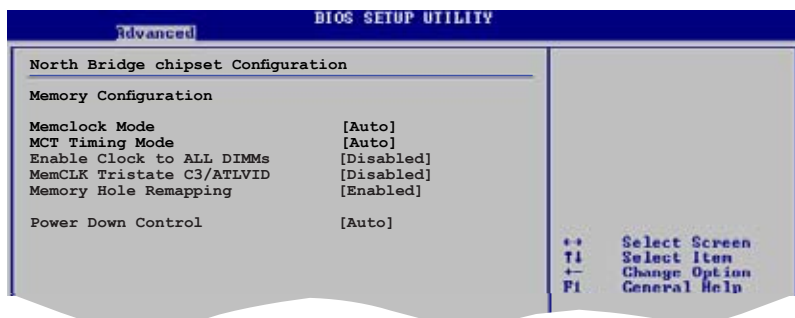 BIOS SETUP UTILITY
Advanced
North Bridge chipset Configuration
Memory Configuration
Memclock Mode [Auto]
MCT Timing Mode [Auto]
Enable Clock to ALL DIMMs [Disabled]
MemCLK Tristate C3/ATLVID [Disabled]
Memory Hole Remapping [Enabled]
Power Down Control [Auto]
←→ Select Screen
↑↓ Select Item
+- Change Option
F1 General Help